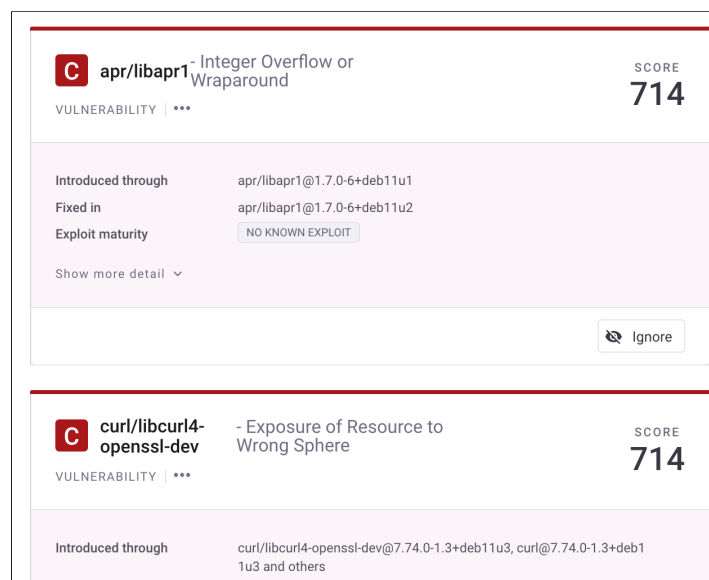 C apr/libapr1 - Integer Overflow or
Wraparound
SCORE
714
VULNERABILITY •••
Introduced through apr/libapr1@1.7.0-6+deb11u1
Fixed in apr/libapr1@1.7.0-6+deb11u2
Exploit maturity NO KNOWN EXPLOIT
Show more detail
Ignore
C curl/libcurl4- - Exposure of Resource to
openssl-dev Wrong Sphere
SCORE
714
VULNERABILITY •••
Introduced through curl/libcurl4-openssl-dev@7.74.0-1.3+deb11u3, curl@7.74.0-1.3+deb1
1u3 and others